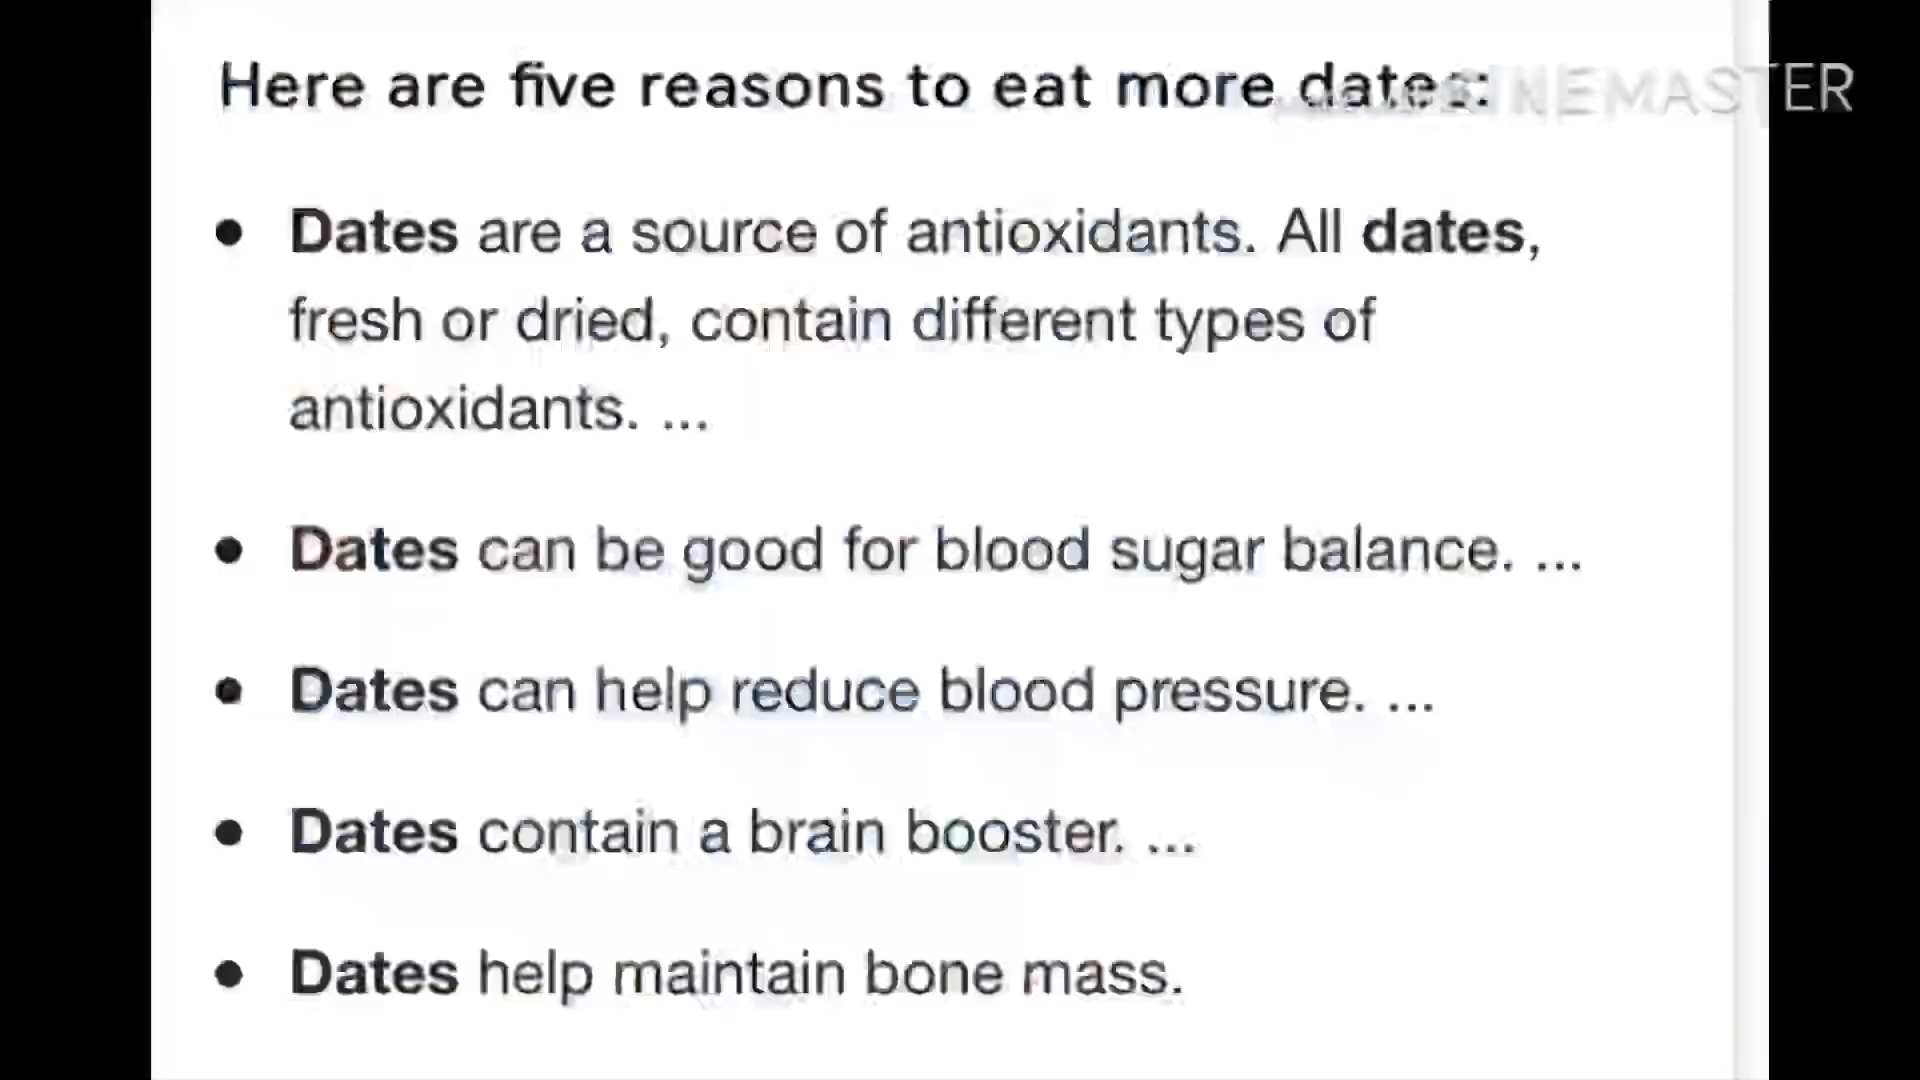 Here are five reasons to eat more dates:
KINEMASTER
• Dates are a source of antioxidants. All dates,
fresh or dried, contain different types of
antioxidants. ...
• Dates can be good for blood sugar balance. ...
• Dates can help reduce blood pressure. ...
• Dates contain a brain booster. ...
• Dates help maintain bone mass.